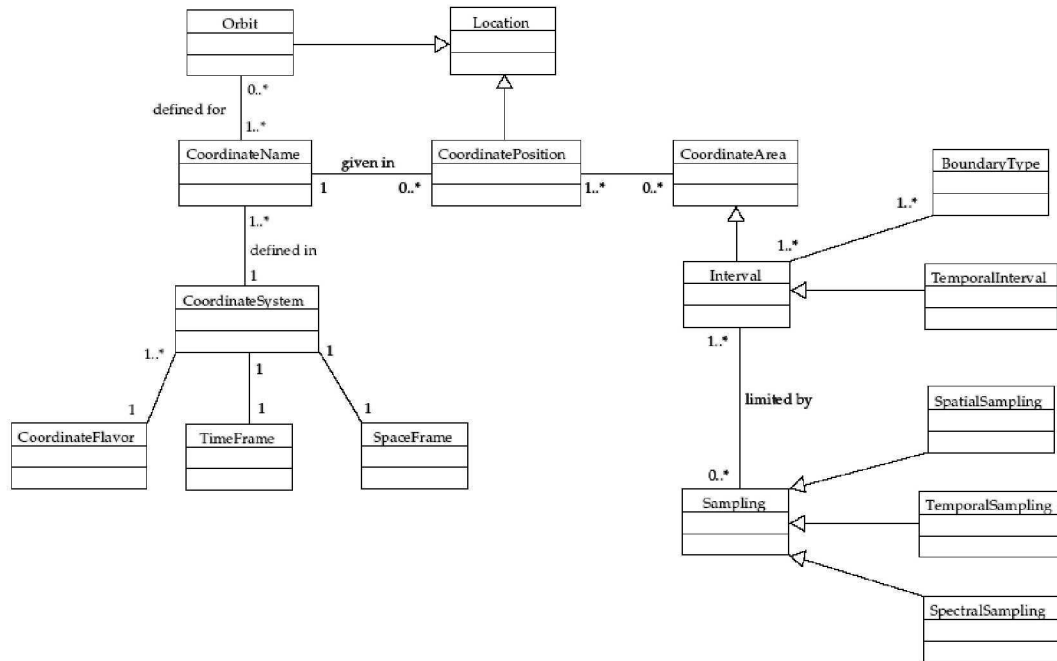 Orbit
Location
0..*
defined for
1..*
CoordinateName
given in
CoordinatePosition
CoordinateArea
BoundaryType
1
0..*
1..*
0..*
1..*
1..*
defined in
1..*
1
Interval
TemporalInterval
CoordinateSystem
1..*
1..*
1
1
limited by
SpatialSampling
1
1
1
CoordinateFlavor
TimeFrame
SpaceFrame
0..*
Sampling
TemporalSampling
SpectralSampling